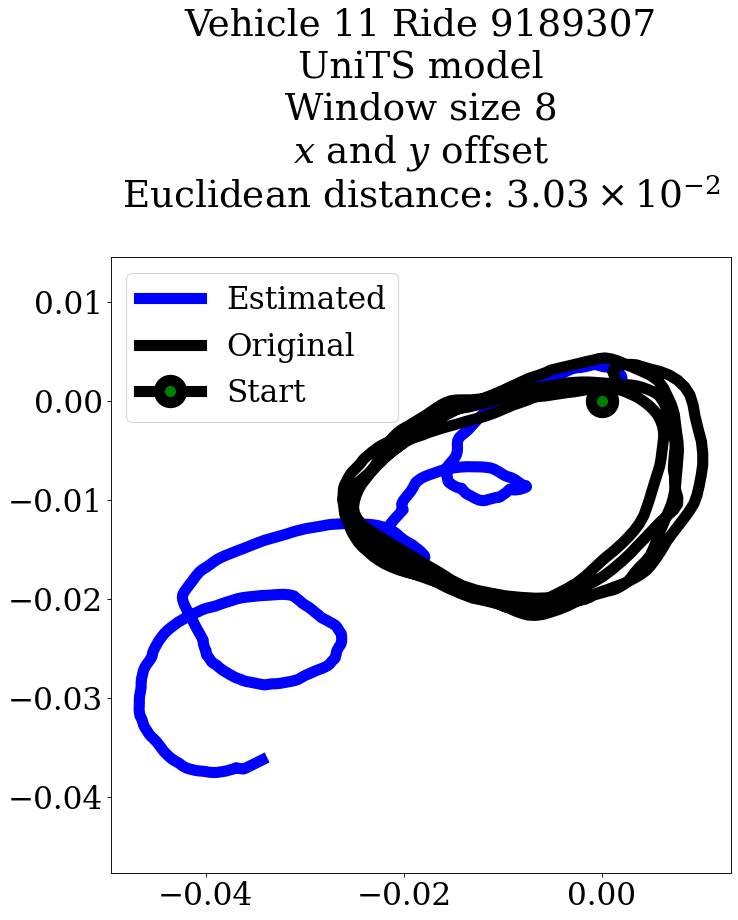 Vehicle 11 Ride 9189307
UniTS model
Window size 8
x and y offset
Euclidean distance: 3.03 × 10⁻²
Estimated
Original
Start
0.01
0.00
−0.01
−0.02
−0.03
−0.04
−0.04 −0.02 0.00